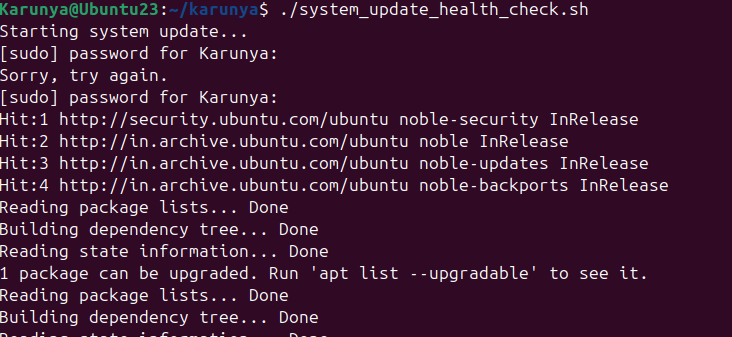 Karunya@Ubuntu23:~/karunya$ ./system_update_health_check.sh
Starting system update...
[sudo] password for Karunya:
Sorry, try again.
[sudo] password for Karunya:
Hit:1 http://security.ubuntu.com/ubuntu noble-security InRelease
Hit:2 http://in.archive.ubuntu.com/ubuntu noble InRelease
Hit:3 http://in.archive.ubuntu.com/ubuntu noble-updates InRelease
Hit:4 http://in.archive.ubuntu.com/ubuntu noble-backports InRelease
Reading package lists... Done
Building dependency tree... Done
Reading state information... Done
1 package can be upgraded. Run 'apt list --upgradable' to see it.
Reading package lists... Done
Building dependency tree... Done
Reading state information... Done